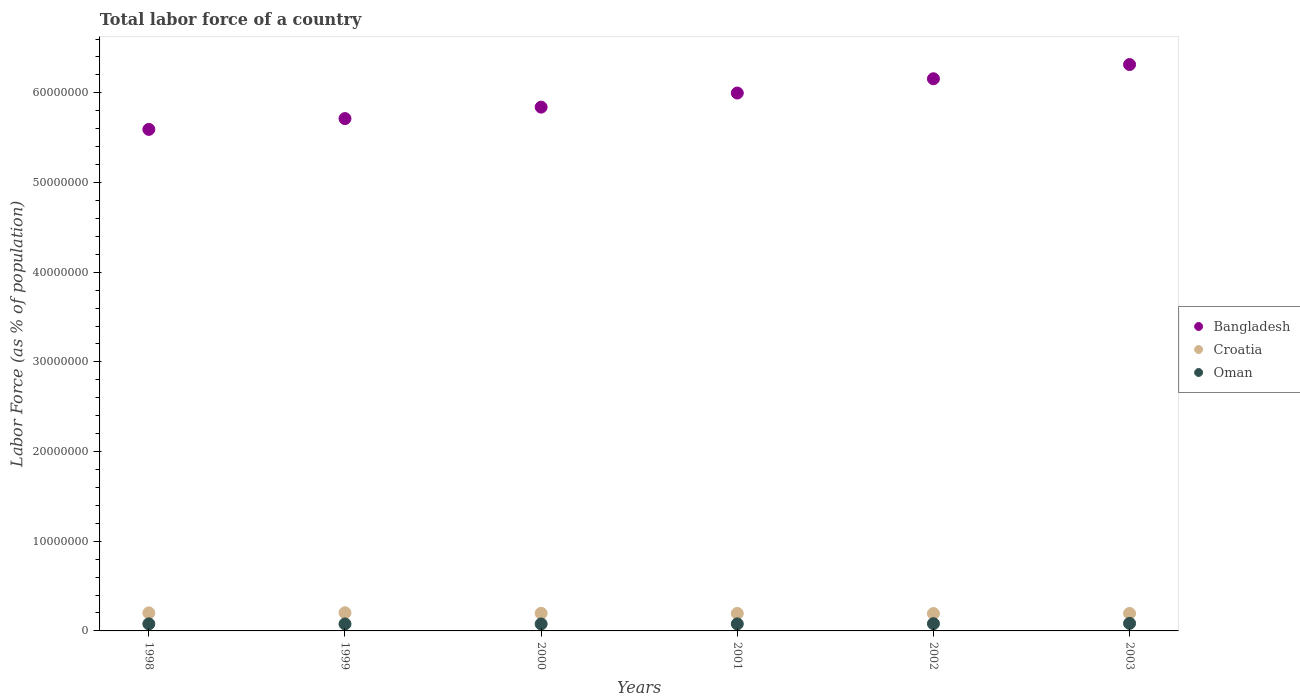 Total labor force of a country
Labor Force (as % of population)
60000000
50000000
40000000
30000000
20000000
10000000
0
1998
1999
2000
2001
2002
2003
Years
Bangladesh
Croatia
Oman